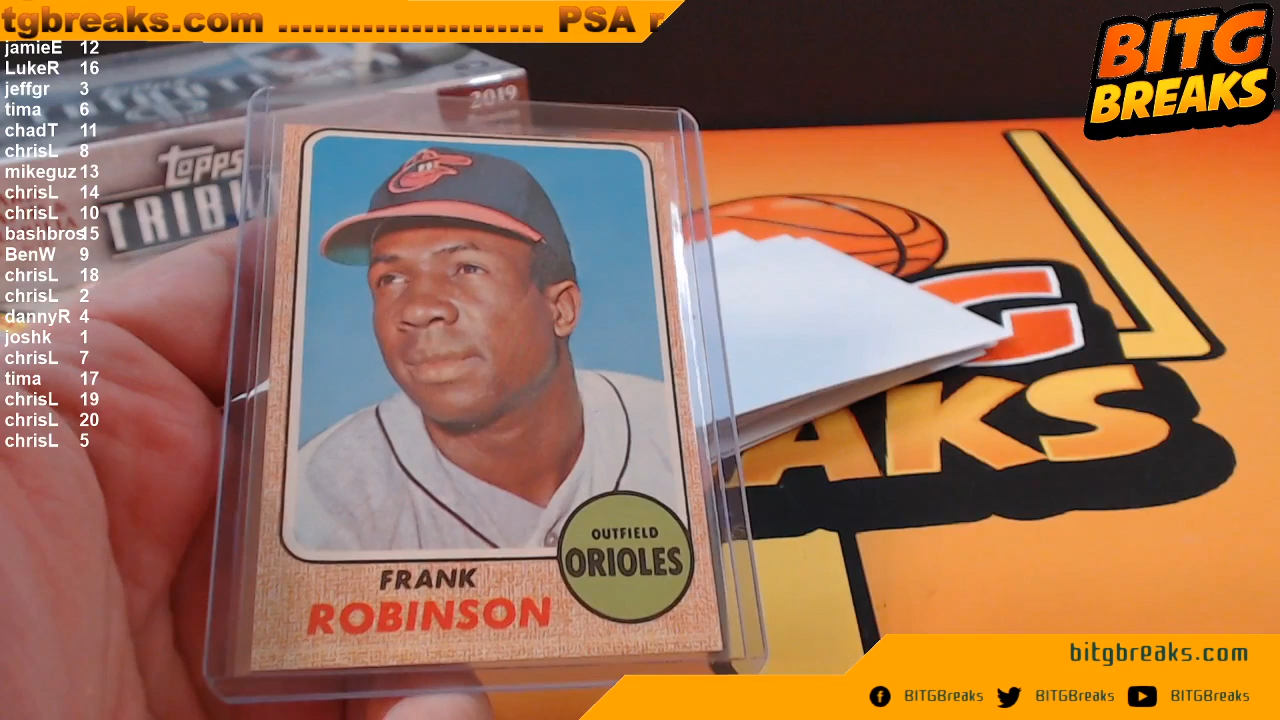 tgbreaks.com ...................... PSA r
BITG
BREAKS
jamieE 12
LukeR 16
jeffgr 3
tima 6
chadT 11
chrisL 8
mikeguz 13
chrisL 14
chrisL 10
bashbros 15
BenW 9
chrisL 18
chrisL 2
dannyR 4
joshk 1
chrisL 7
tima 17
chrisL 19
chrisL 20
chrisL 5
2019
Topps
TRIBU
G
AKS
OUTFIELD
ORIOLES
FRANK
ROBINSON
bitgbreaks.com
BITGBreaks BITGBreaks BITGBreaks